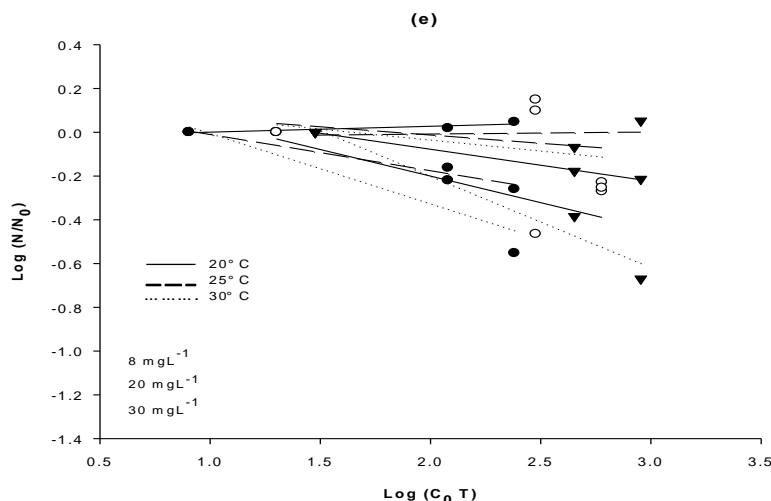 (e)
0.4
0.2
0.0
-0.2
-0.4
-0.6
-0.8
-1.0
-1.2
-1.4
Log (N/N₀)
20° C
25° C
30° C
8 mgL⁻¹
20 mgL⁻¹
30 mgL⁻¹
0.5 1.0 1.5 2.0 2.5 3.0 3.5
Log (C₀ T)